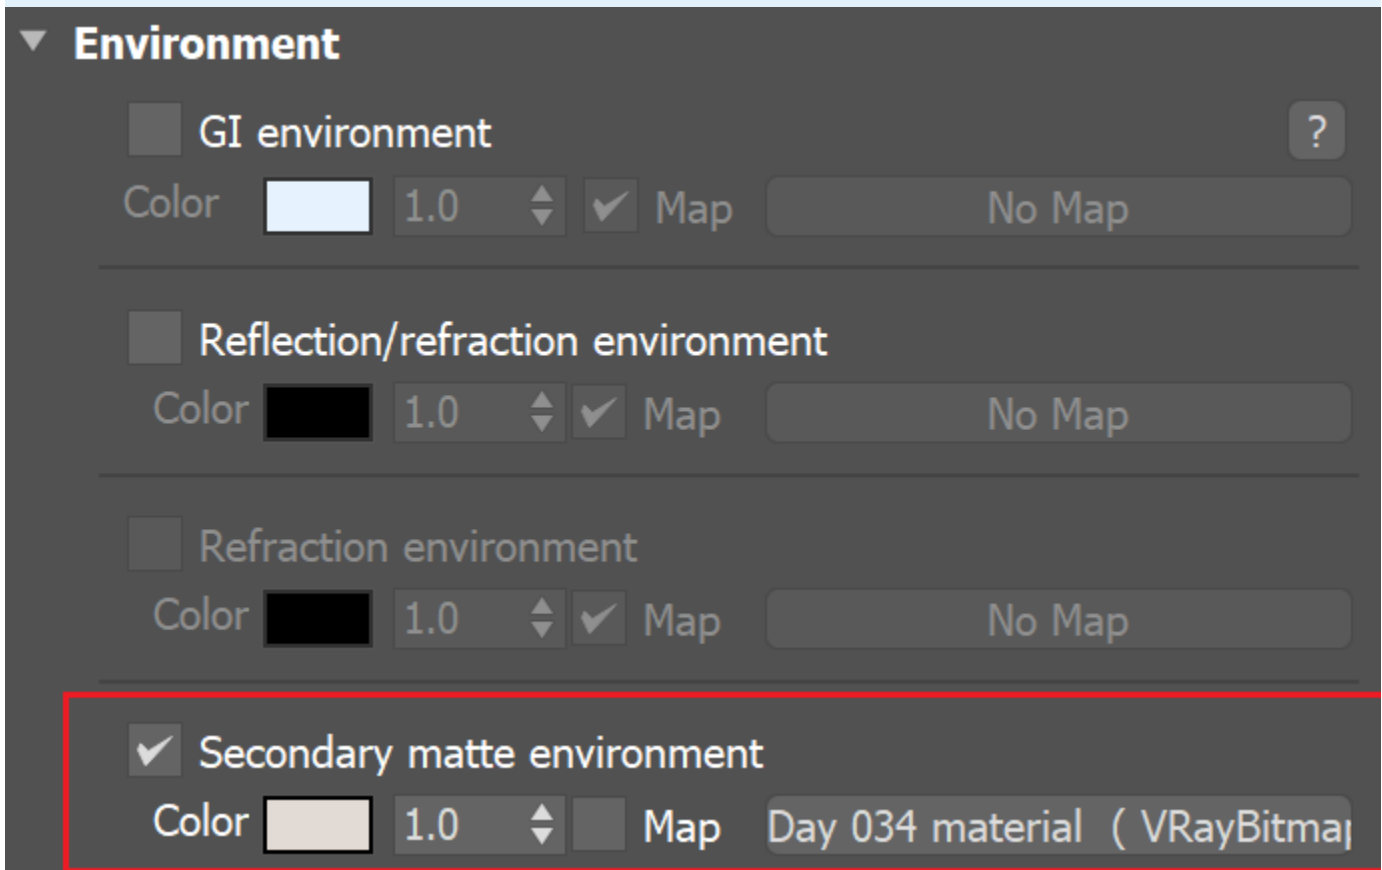 Environment
GI environment ?
Color 1.0 Map No Map
Reflection/refraction environment
Color 1.0 Map No Map
Refraction environment
Color 1.0 Map No Map
Secondary matte environment
Color 1.0 Map Day 034 material ( VRayBitmap